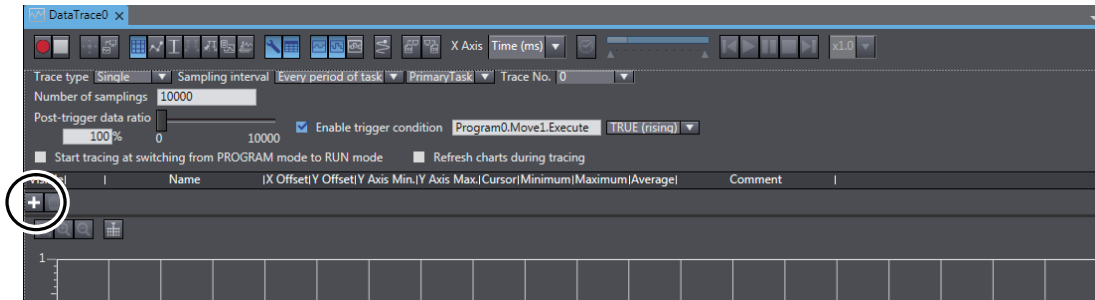 DataTrace0 x
X Axis Time (ms) x1.0
Trace type Single Sampling interval Every period of task PrimaryTask Trace No. 0
Number of samplings 10000
Post-trigger data ratio
100 % 0 10000 Enable trigger condition Program0.Move1.Execute TRUE (rising)
Start tracing at switching from PROGRAM mode to RUN mode Refresh charts during tracing
Visible| | Name |X Offset|Y Offset|Y Axis Min.|Y Axis Max.|Cursor|Minimum|Maximum|Average| Comment |
1